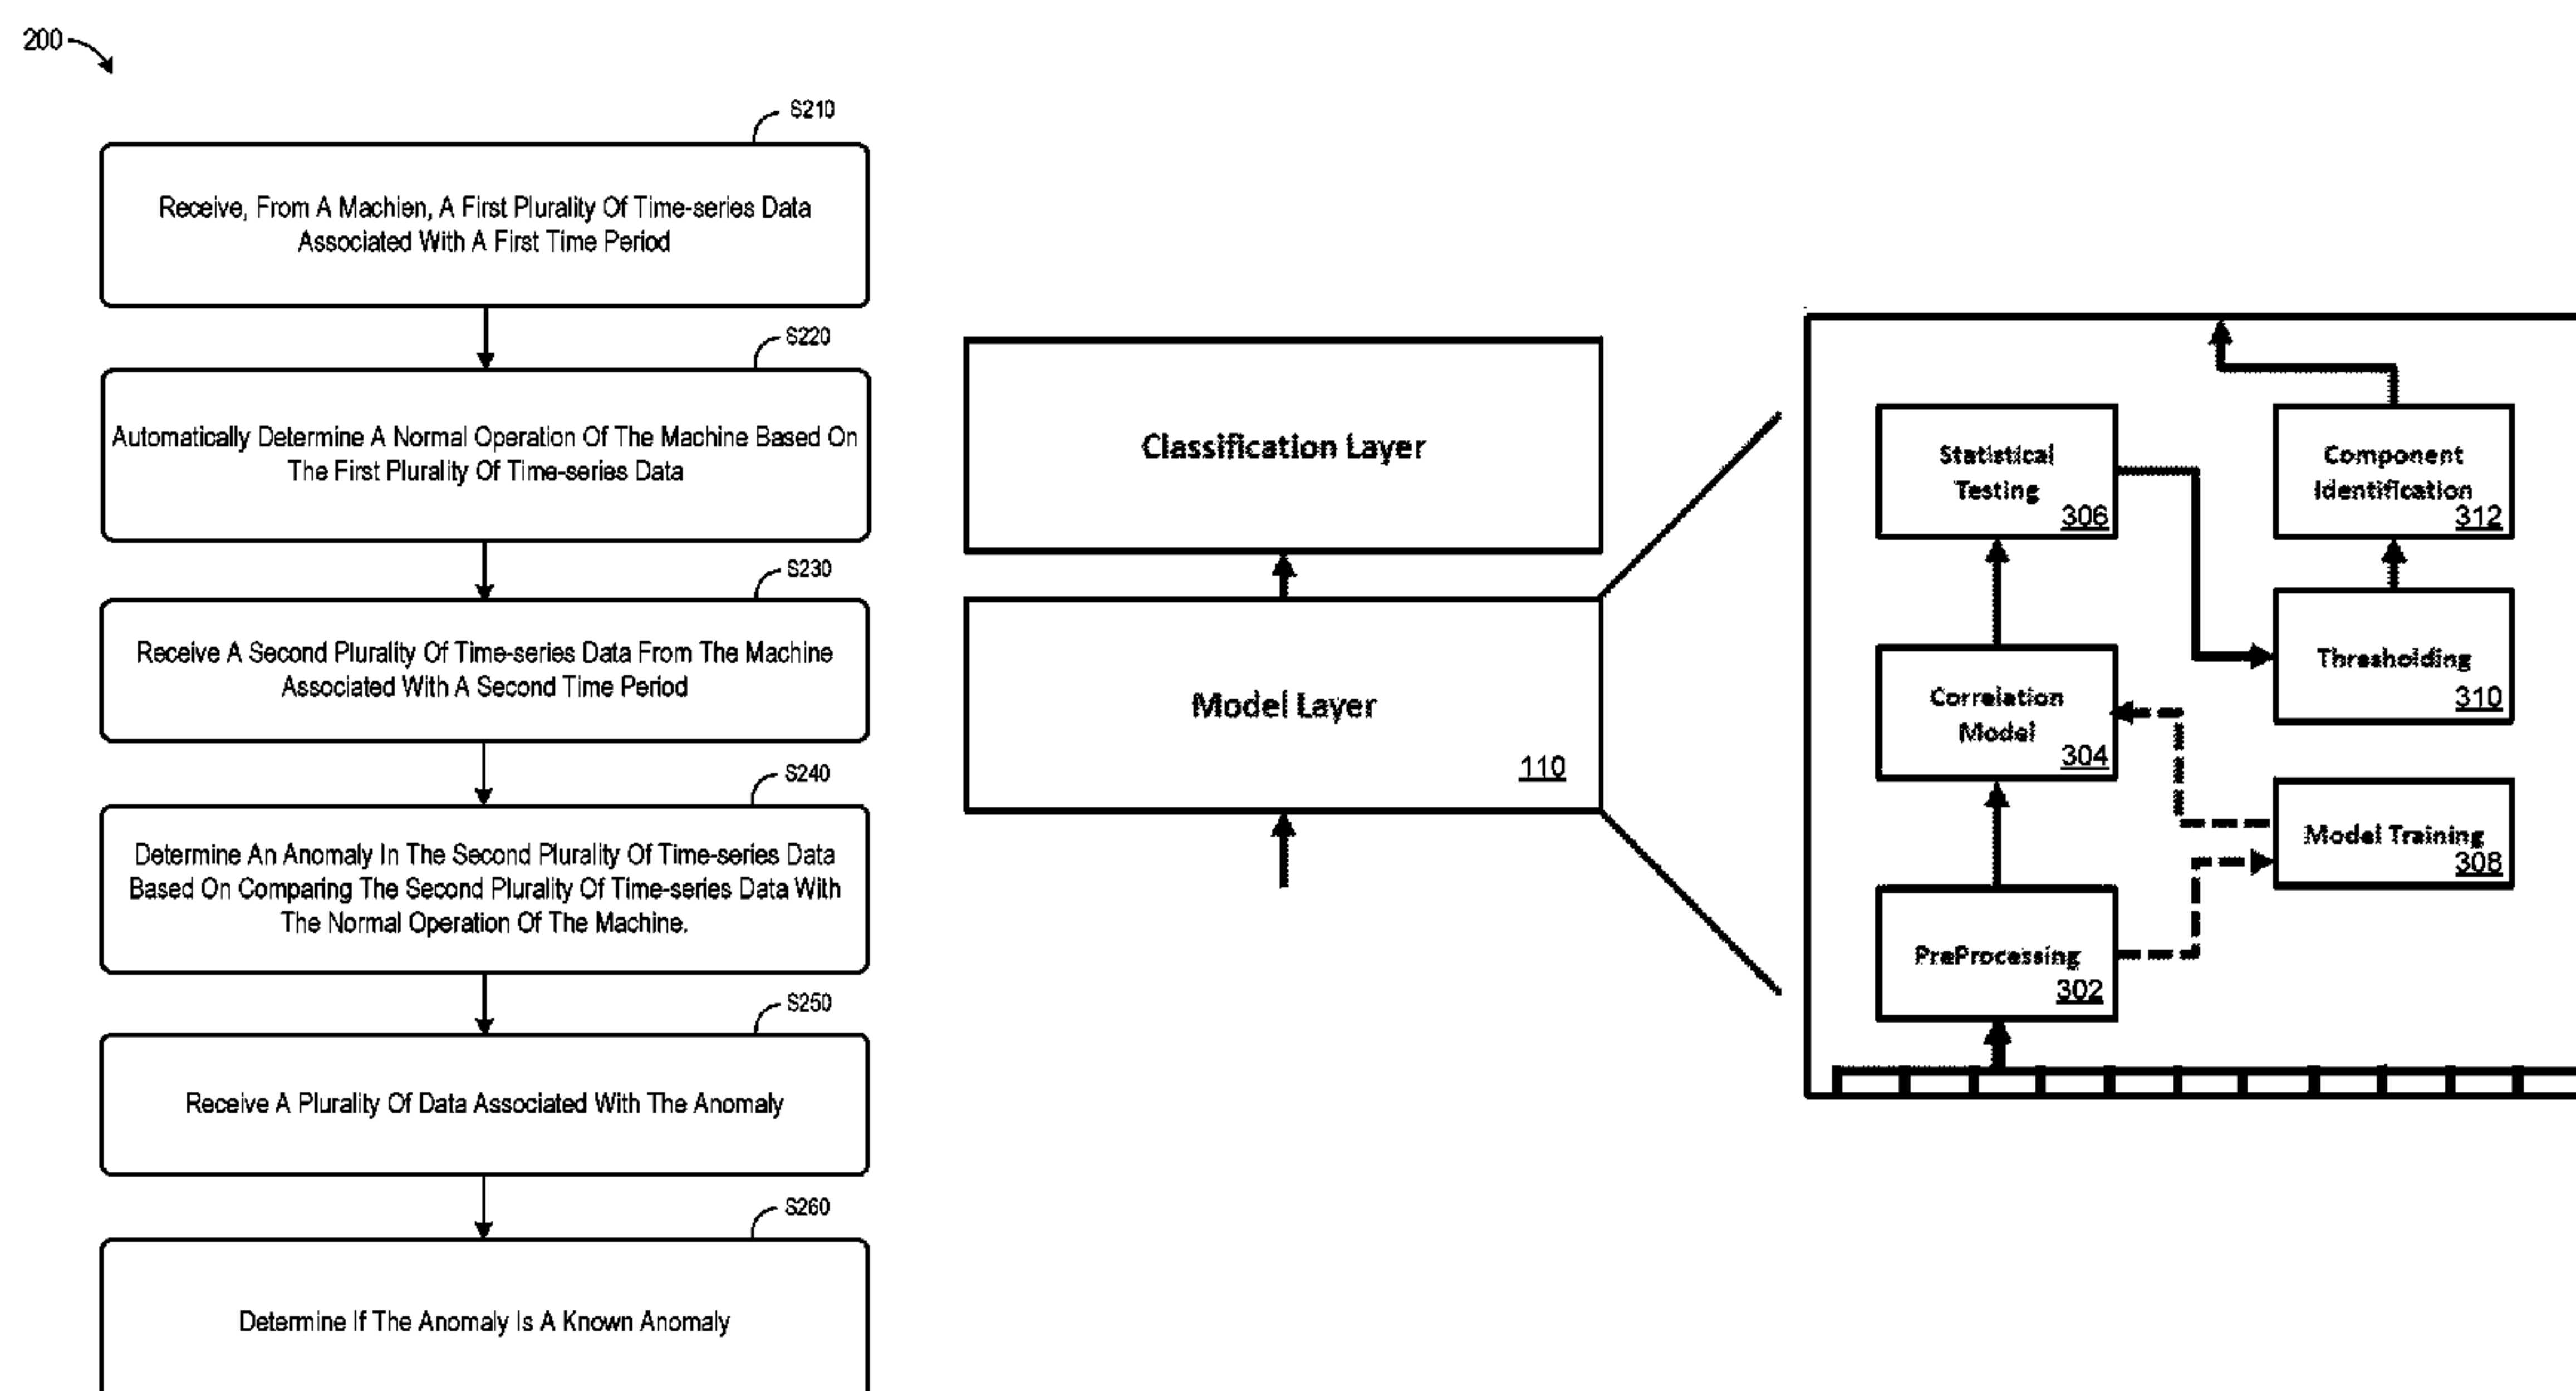 200
S210
Receive, From A Machien, A First Plurality Of Time-series Data
Associated With A First Time Period
S220
Automatically Determine A Normal Operation Of The Machine Based On
The First Plurality Of Time-series Data
S230
Receive A Second Plurality Of Time-series Data From The Machine
Associated With A Second Time Period
S240
Determine An Anomaly In The Second Plurality Of Time-series Data
Based On Comparing The Second Plurality Of Time-series Data With
The Normal Operation Of The Machine.
S250
Receive A Plurality Of Data Associated With The Anomaly
S260
Determine If The Anomaly Is A Known Anomaly
Classification Layer
Model Layer
110
Statistical
Testing
306
Component
Identification
312
Thresholding
310
Correlation
Model
304
Model Training
308
PreProcessing
302